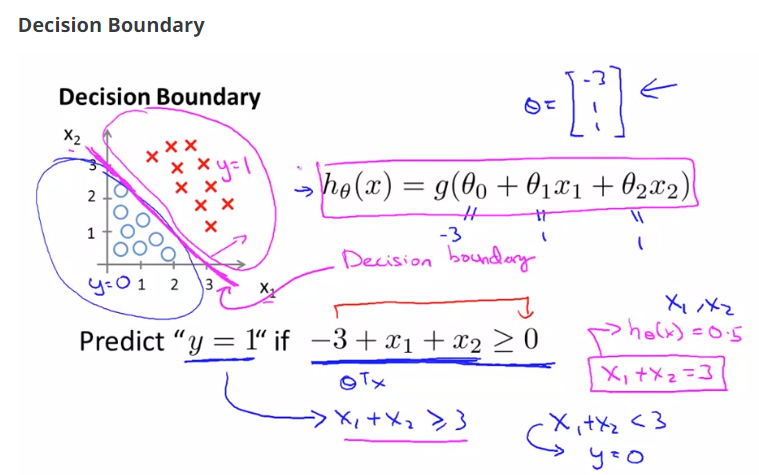 Decision Boundary
Decision Boundary
θ = [-3 1 1]
x₂
3
2
1
y=1
y=0 1 2 3
x₁
hθ(x) = g(θ₀ + θ₁x₁ + θ₂x₂)
-3 1 1
Decision boundary
Predict “y = 1“ if −3 + x₁ + x₂ ≥ 0
θᵀx
x₁ + x₂ ≥ 3
x₁, x₂
hθ(x) = 0.5
x₁ + x₂ = 3
x₁ + x₂ < 3
y = 0